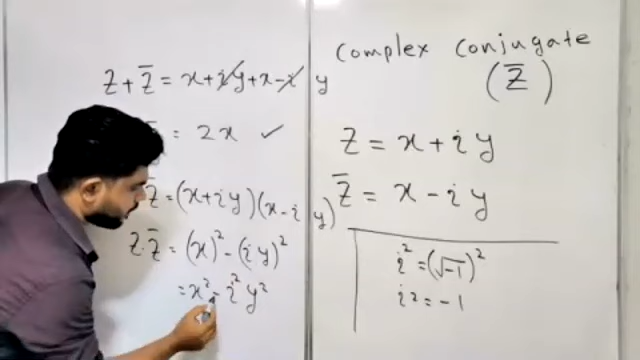 Z + Z̄ = x + iy + x - iy
= 2x ✓
Z̄ = (x + iy)(x - iy)
Z·Z̄ = (x)² - (iy)²
= x² - i²y²
Complex Conjugate
(Z̄)
Z = x + iy
Z̄ = x - iy
i² = (√-1)²
i² = -1